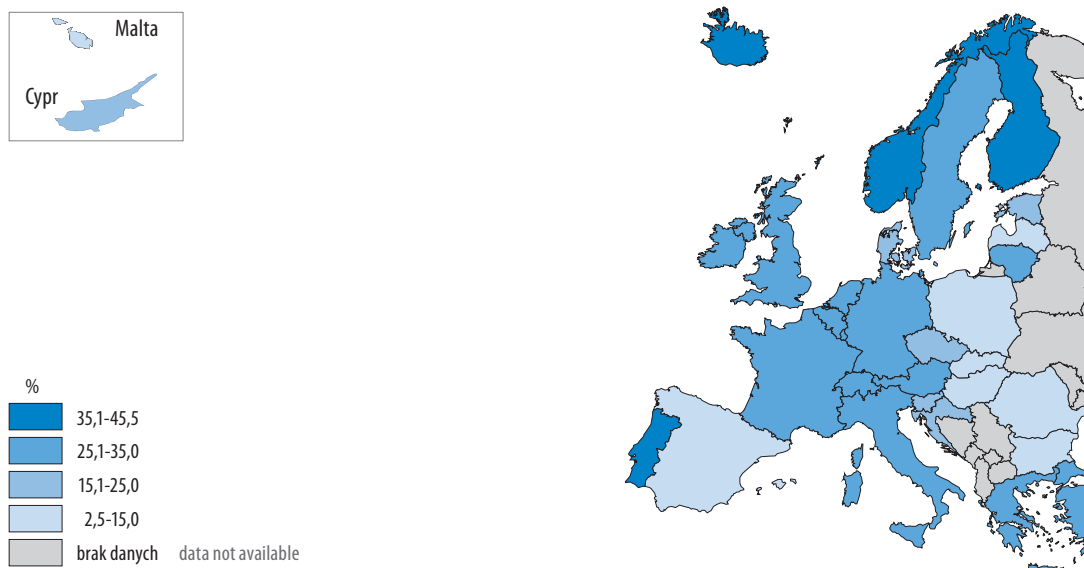 Malta
Cypr
%
35,1-45,5
25,1-35,0
15,1-25,0
2,5-15,0
brak danych data not available